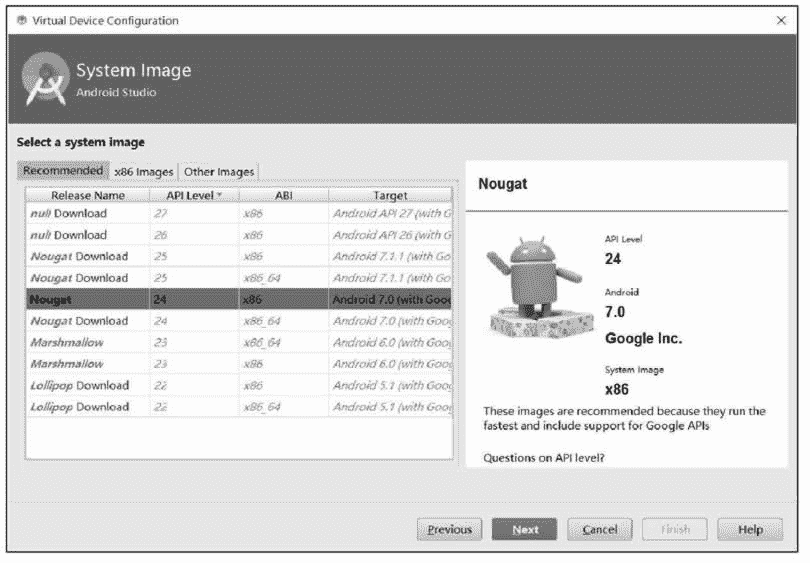 Virtual Device Configuration
System Image
Android Studio
Select a system image
Recommended x86 Images Other Images
Release Name API Level ABI Target
null Download 27 x86 Android API 27 (with G
null Download 26 x86 Android API 26 (with G
Nougat Download 25 x86 Android 7.1.1 (with Go
Nougat Download 25 x86_64 Android 7.1.1 (with Go
Nougat 24 x86 Android 7.0 (with Goog
Nougat Download 24 x86_64 Android 7.0 (with Goog
Marshmallow 23 x86_64 Android 6.0 (with Goog
Marshmallow 23 x86 Android 6.0 (with Goog
Lollipop Download 22 x86 Android 5.1 (with Goog
Lollipop Download 22 x86_64 Android 5.1 (with Goog
Nougat
API Level
24
Android
7.0
Google Inc.
System Image
x86
These images are recommended because they run the
fastest and include support for Google APIs
Questions on API level?
Previous Next Cancel Finish Help